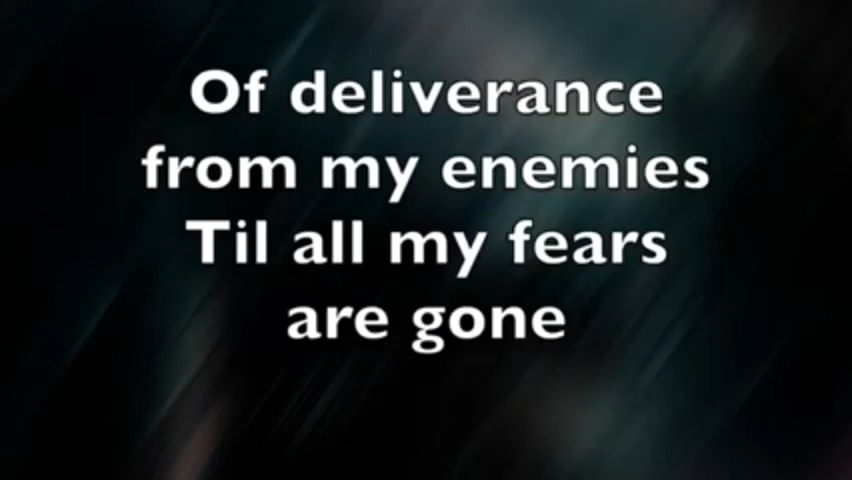 Of deliverance
from my enemies
Til all my fears
are gone